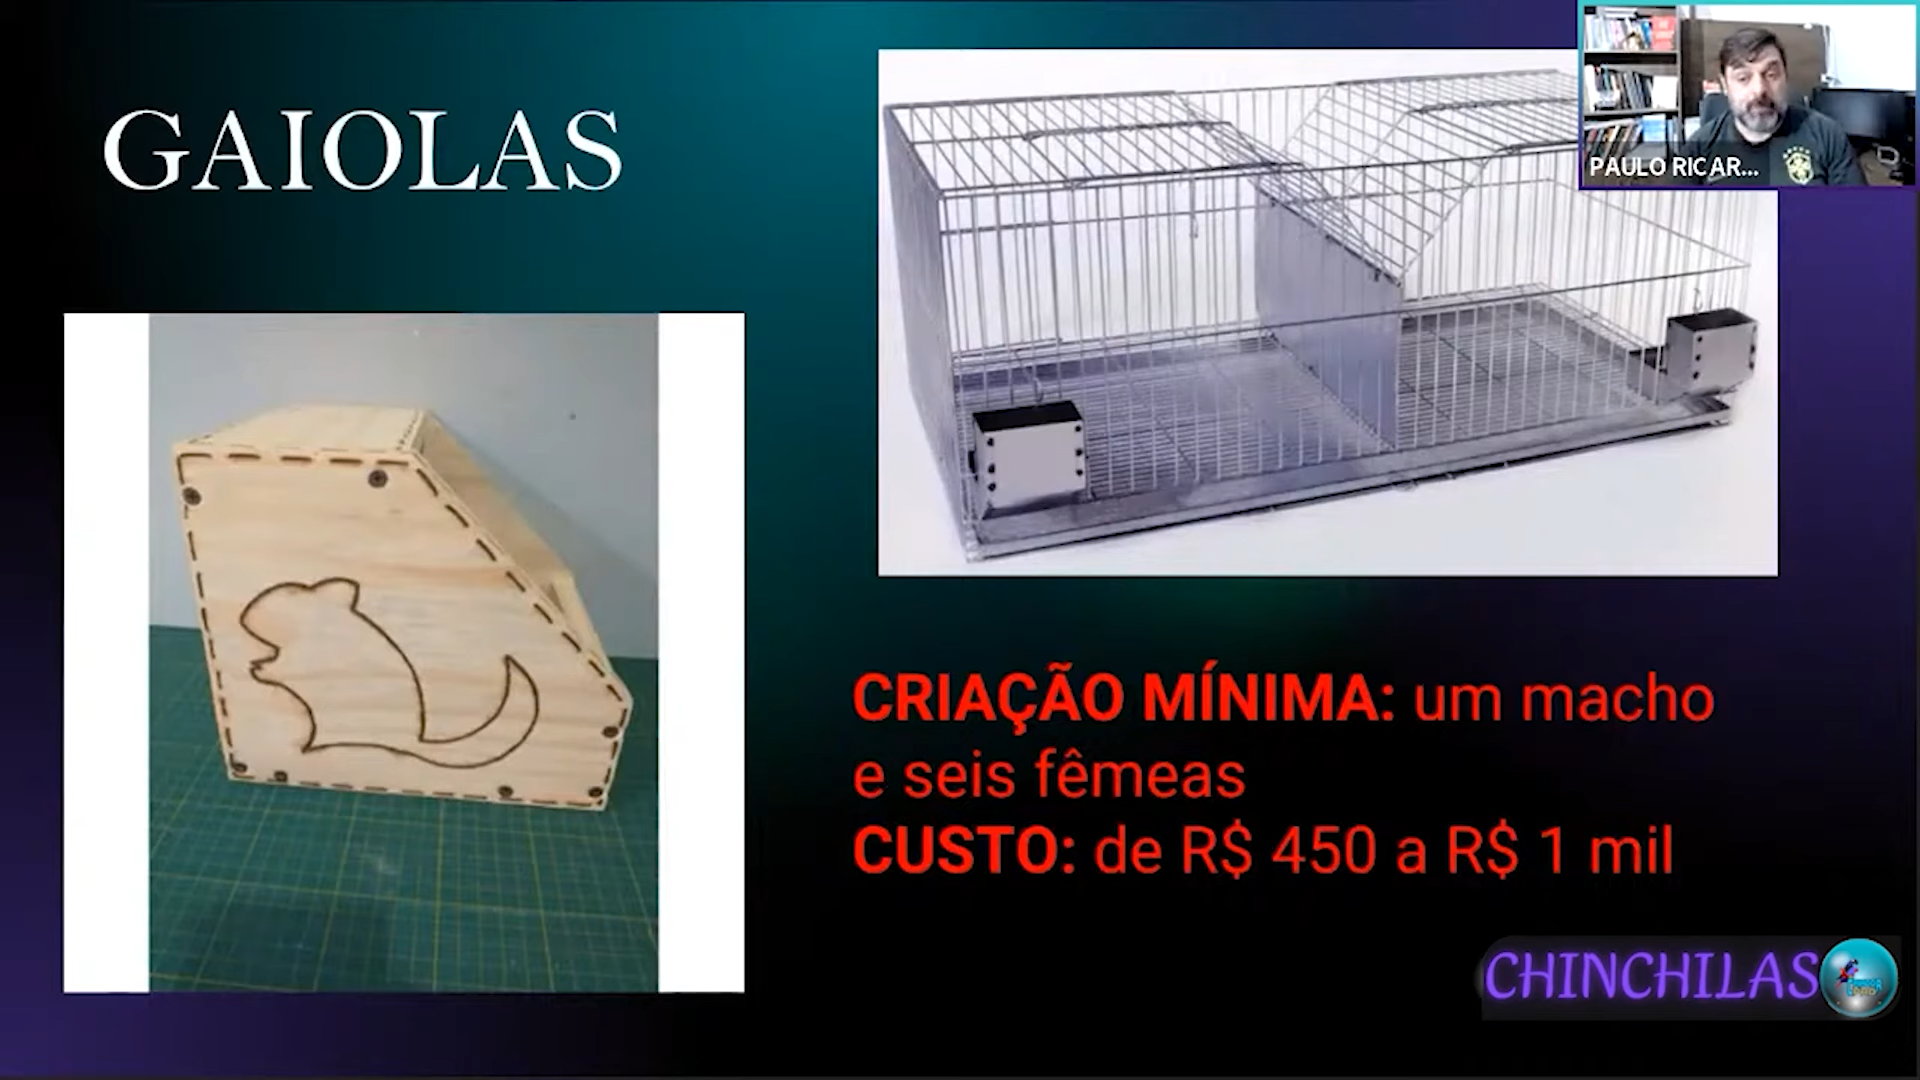 GAIOLAS
PAULO RICAR...
CRIAÇÃO MÍNIMA: um macho
e seis fêmeas
CUSTO: de R$ 450 a R$ 1 mil
CHINCHILAS